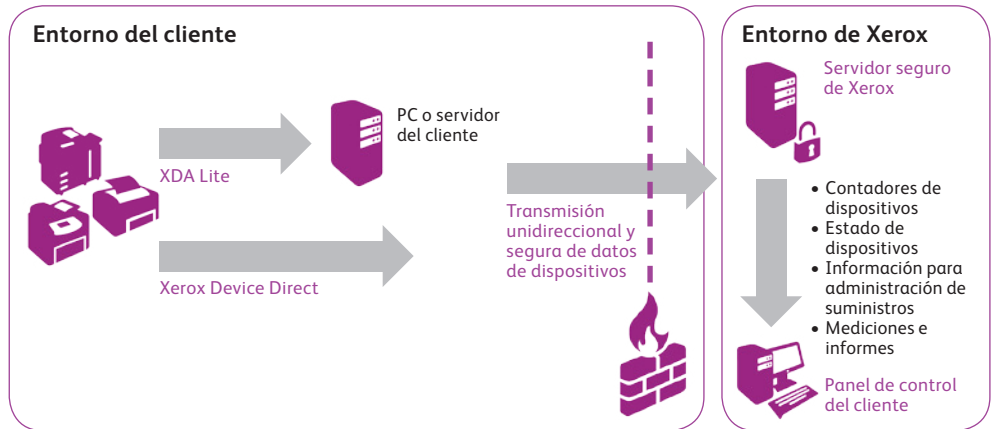 Entorno del cliente
PC o servidor
del cliente
XDA Lite
Xerox Device Direct
Transmisión
unidireccional y
segura de datos
de dispositivos
Entorno de Xerox
Servidor seguro
de Xerox
• Contadores de
dispositivos
• Estado de
dispositivos
• Información para
administración de
suministros
• Mediciones e
informes
Panel de control
del cliente